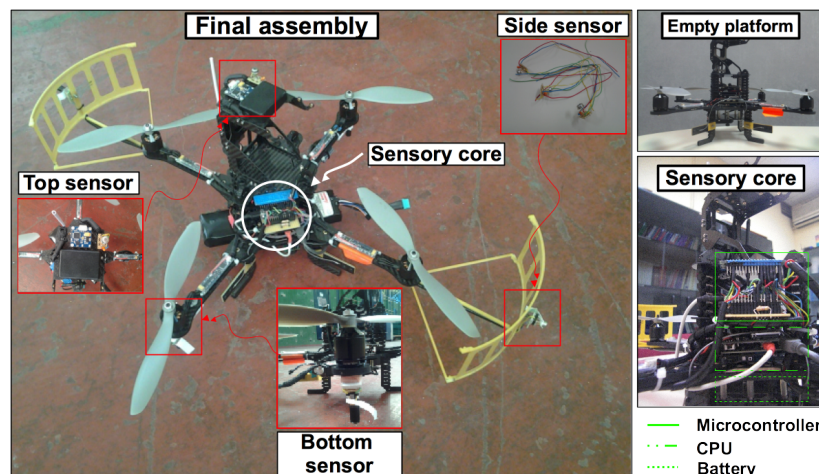 Final assembly
Side sensor
Empty platform
Sensory core
Top sensor
Sensory core
Bottom
sensor
Microcontroller
CPU
Battery